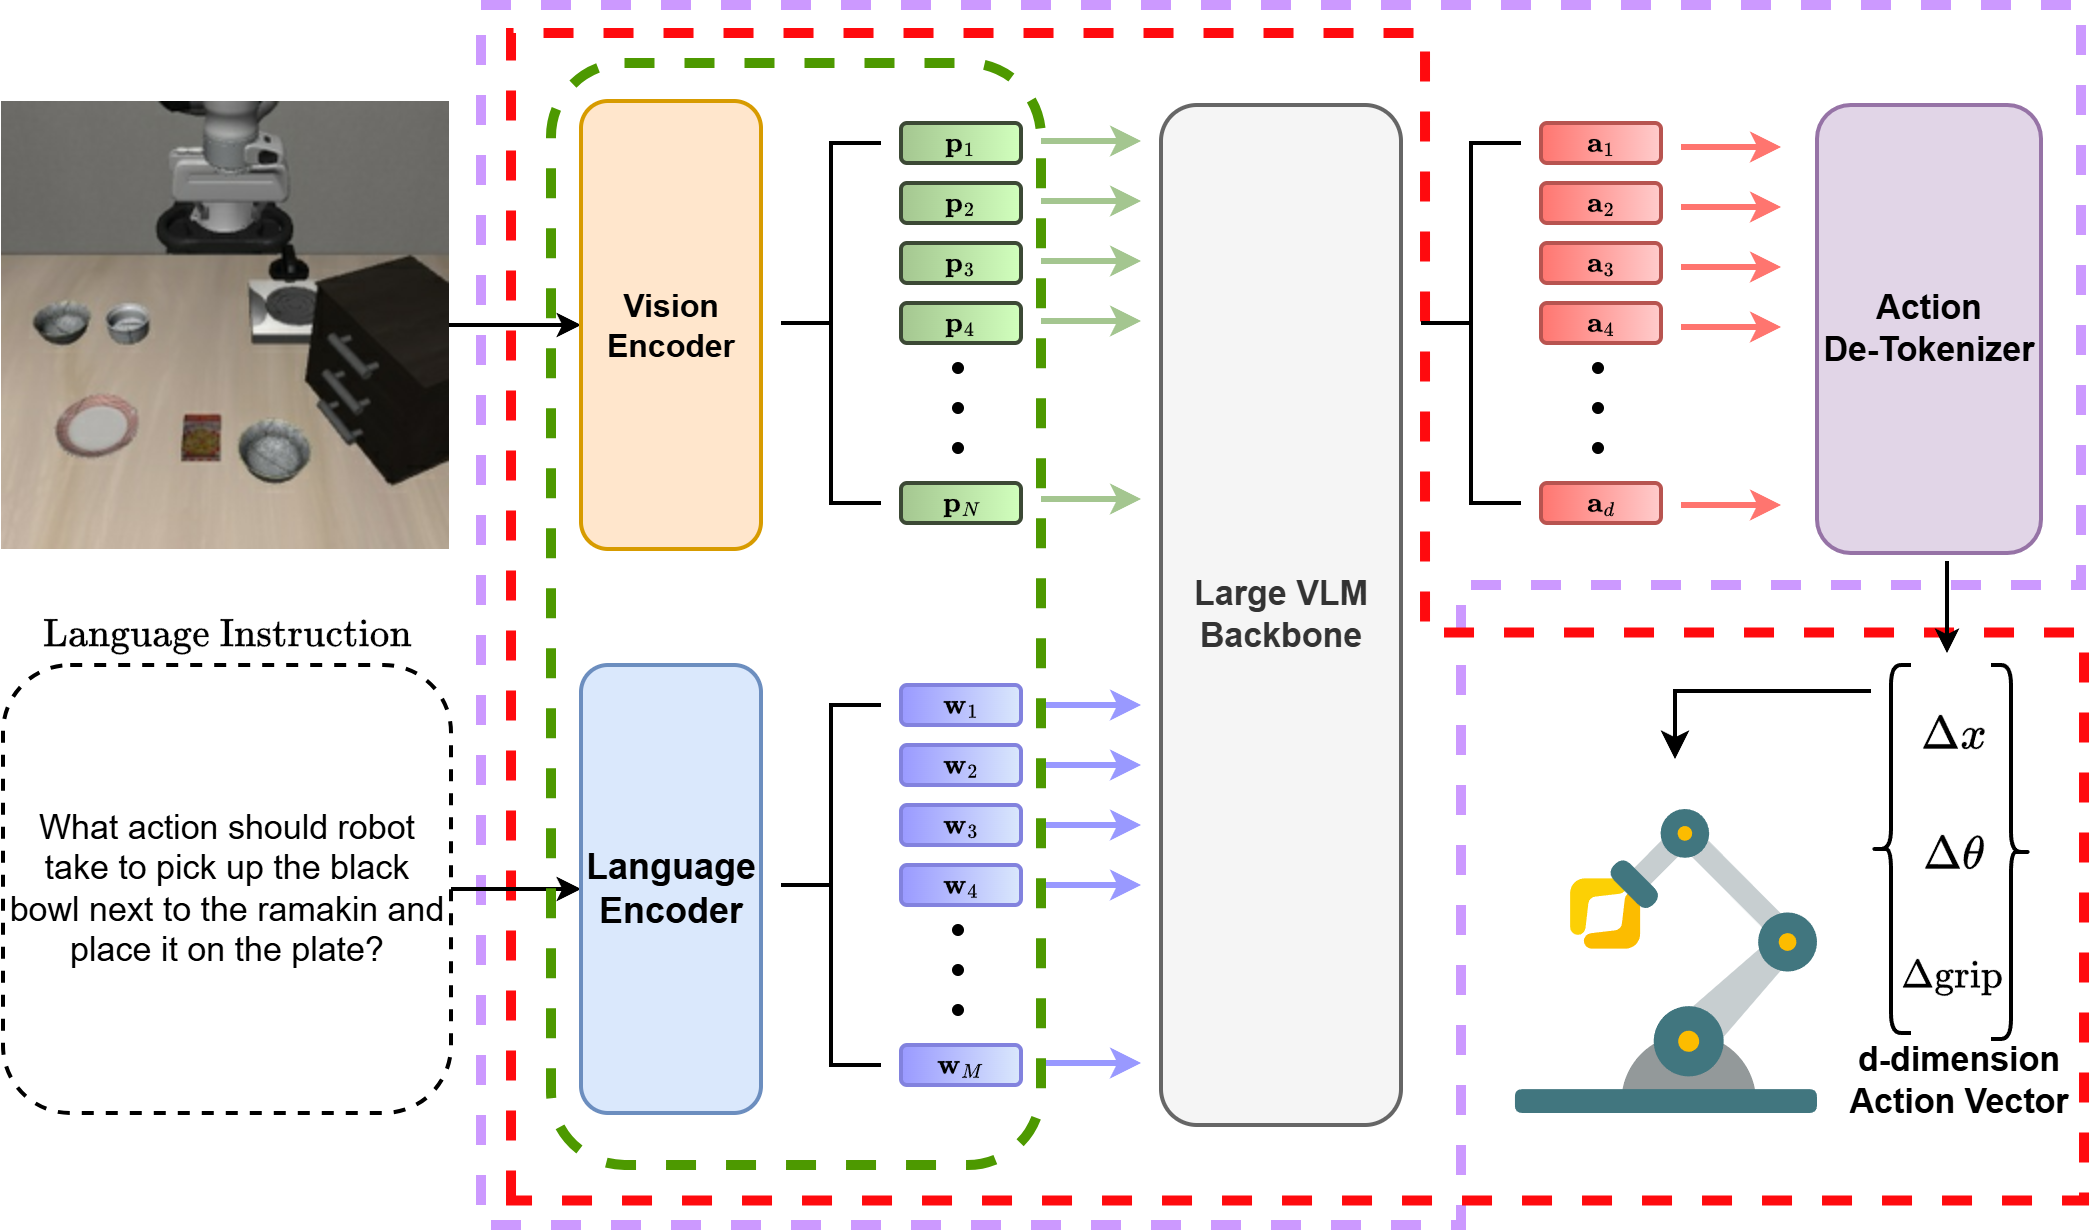 Vision
Encoder
p1
p2
p3
p4
pN
Language Instruction
What action should robot
take to pick up the black
bowl next to the ramakin and
place it on the plate?
Language
Encoder
w1
w2
w3
w4
wM
Large VLM
Backbone
a1
a2
a3
a4
ad
Action
De-Tokenizer
Δx
Δθ
Δgrip
d-dimension
Action Vector